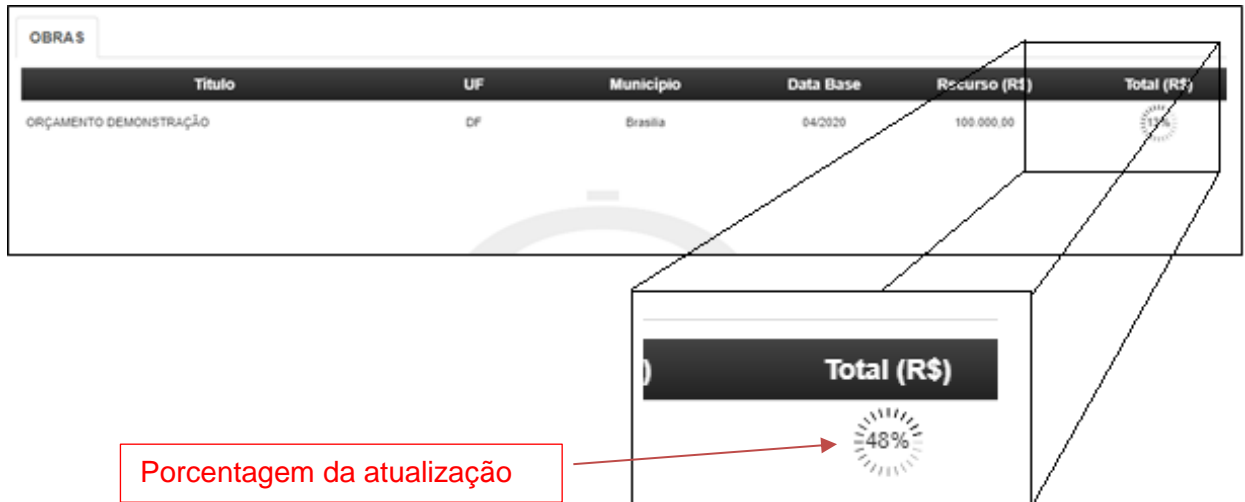 OBRAS
Título UF Município Data Base Recurso (R$) Total (R$)
ORÇAMENTO DEMONSTRAÇÃO DF Brasília 04/2020 100.000,00 13%
) Total (R$)
48%
Porcentagem da atualização